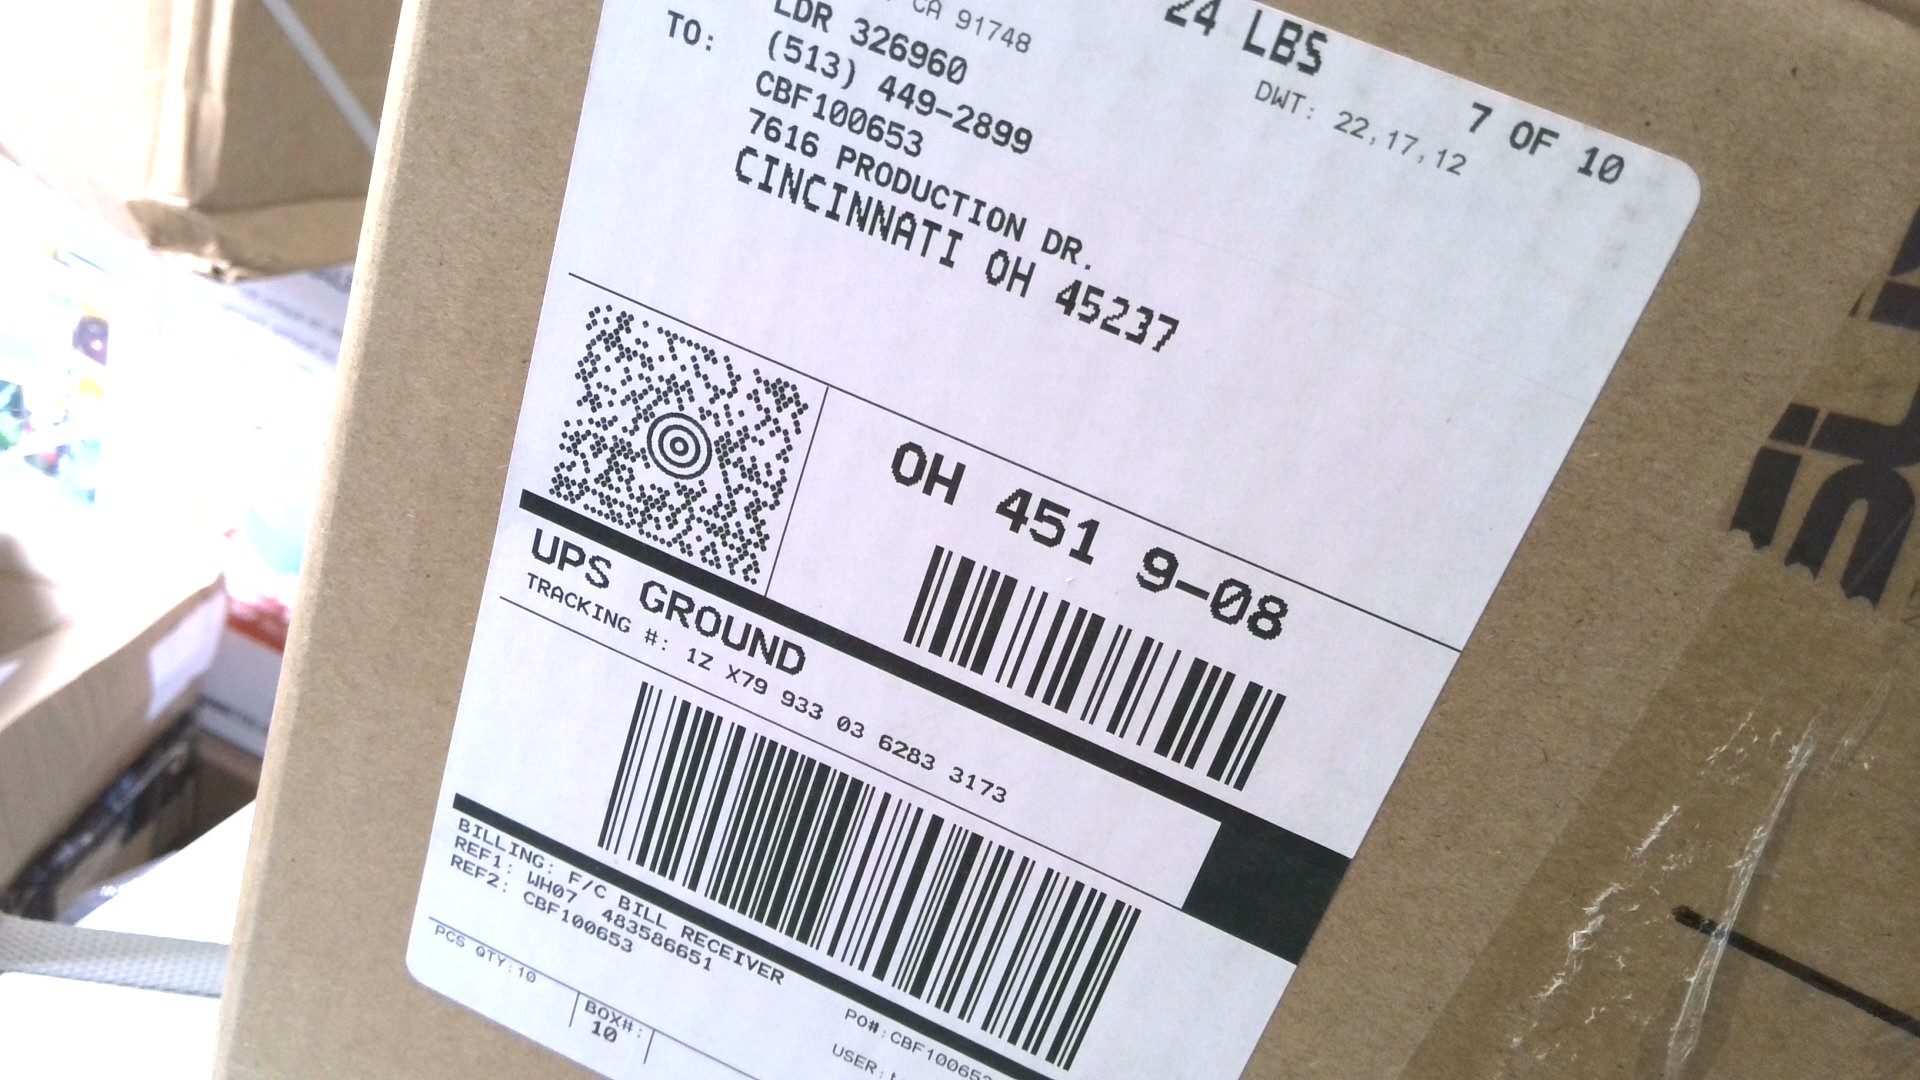 CA 91748
24 LBS
7 OF 10
DWT: 22,17,12
TO:
LDR 326960
(513) 449-2899
CBF100653
7616 PRODUCTION DR.
CINCINNATI OH 45237
OH 451 9-08
UPS GROUND
TRACKING #: 1Z X79 933 03 6283 3173
BILLING: F/C BILL RECEIVER
REF1: WH07 483586651
REF2: CBF100653
PCS QTY:10
BOX#:
10
PO#:CBF100653
USER: